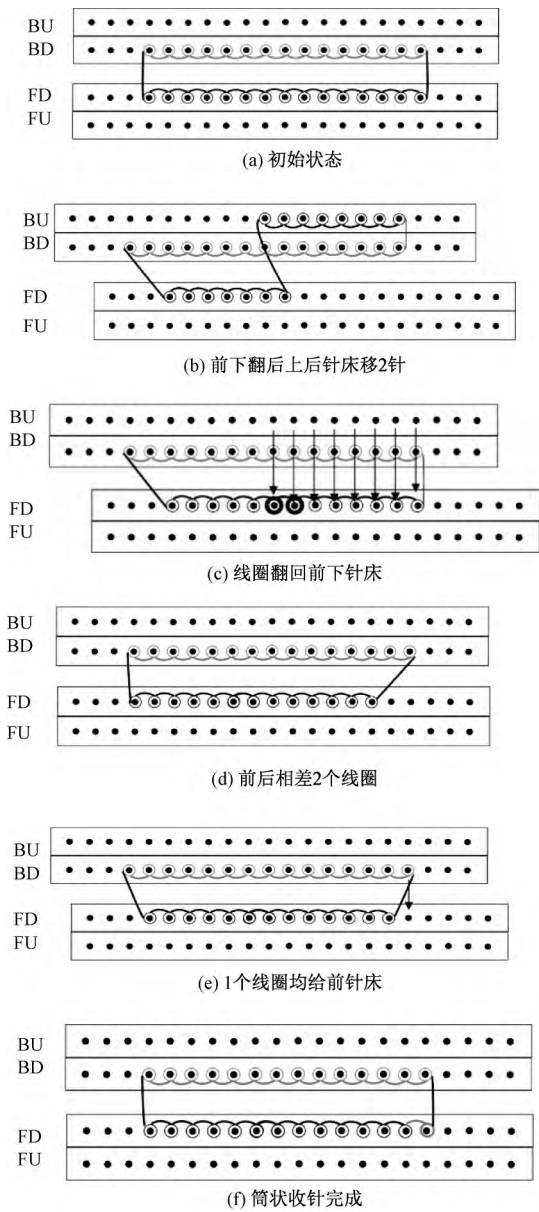 BU
BD
FD
FU
(a) 初始状态
BU
BD
FD
FU
(b) 前下翻后上后针床移2针
BU
BD
FD
FU
(c) 线圈翻回前下针床
BU
BD
FD
FU
(d) 前后相差2个线圈
BU
BD
FD
FU
(e) 1个线圈均给前针床
BU
BD
FD
FU
(f) 筒状收针完成